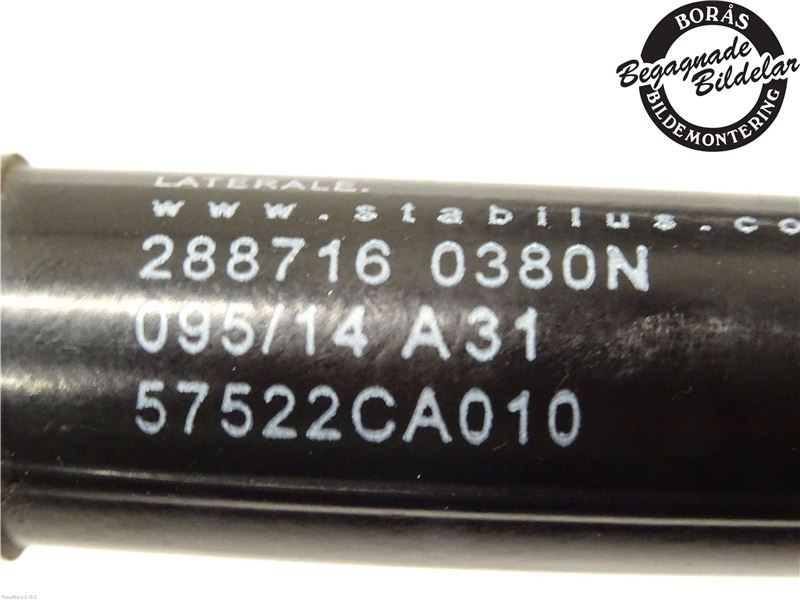 BORÅS
Begagnade
Bildelar
BILDEMONTERING
LATERALE.
www.stabilus.co
288716 0380N
095/14 A31
57522CA010